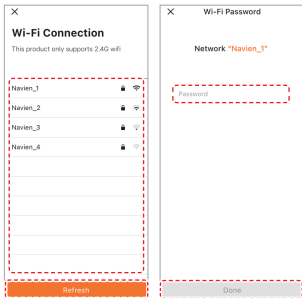 Wi-Fi Connection
This product only supports 2.4G wifi
Navien_1
Navien_2
Navien_3
Navien_4
Refresh
Wi-Fi Password
Network "Navien_1"
Password
Done